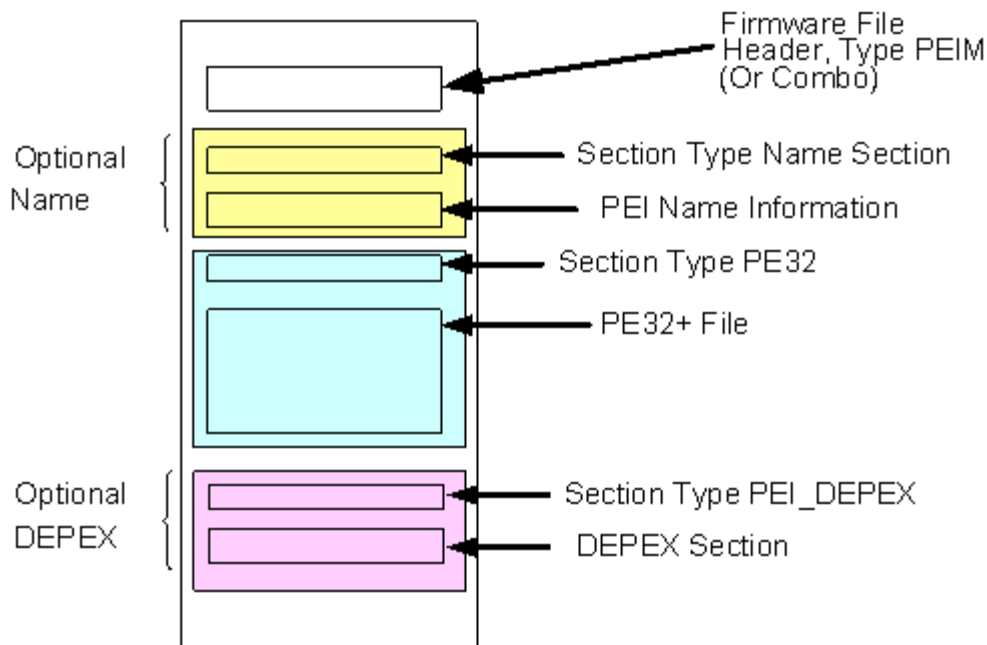 Firmware File
Header, Type PEIM
(Or Combo)
Optional
Name
Section Type Name Section
PEI Name Information
Section Type PE32
PE32+ File
Optional
DEPEX
Section Type PEI_DEPEX
DEPEX Section